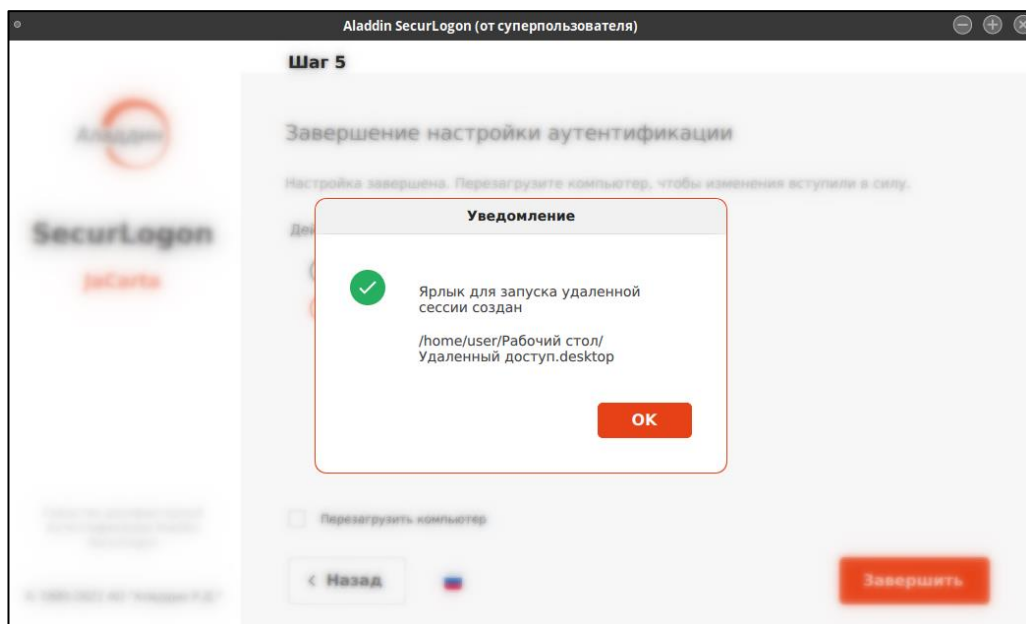 Aladdin SecurLogon (от суперпользователя)
Шаг 5
Аладдин
Завершение настройки аутентификации
Настройка завершена. Перезагрузите компьютер, чтобы изменения вступили в силу.
SecurLogon
JaCarta
Уведомление
Ярлык для запуска удаленной
сессии создан
/home/user/Рабочий стол/
Удаленный доступ.desktop
OK
Перезагрузить компьютер
< Назад
Завершить